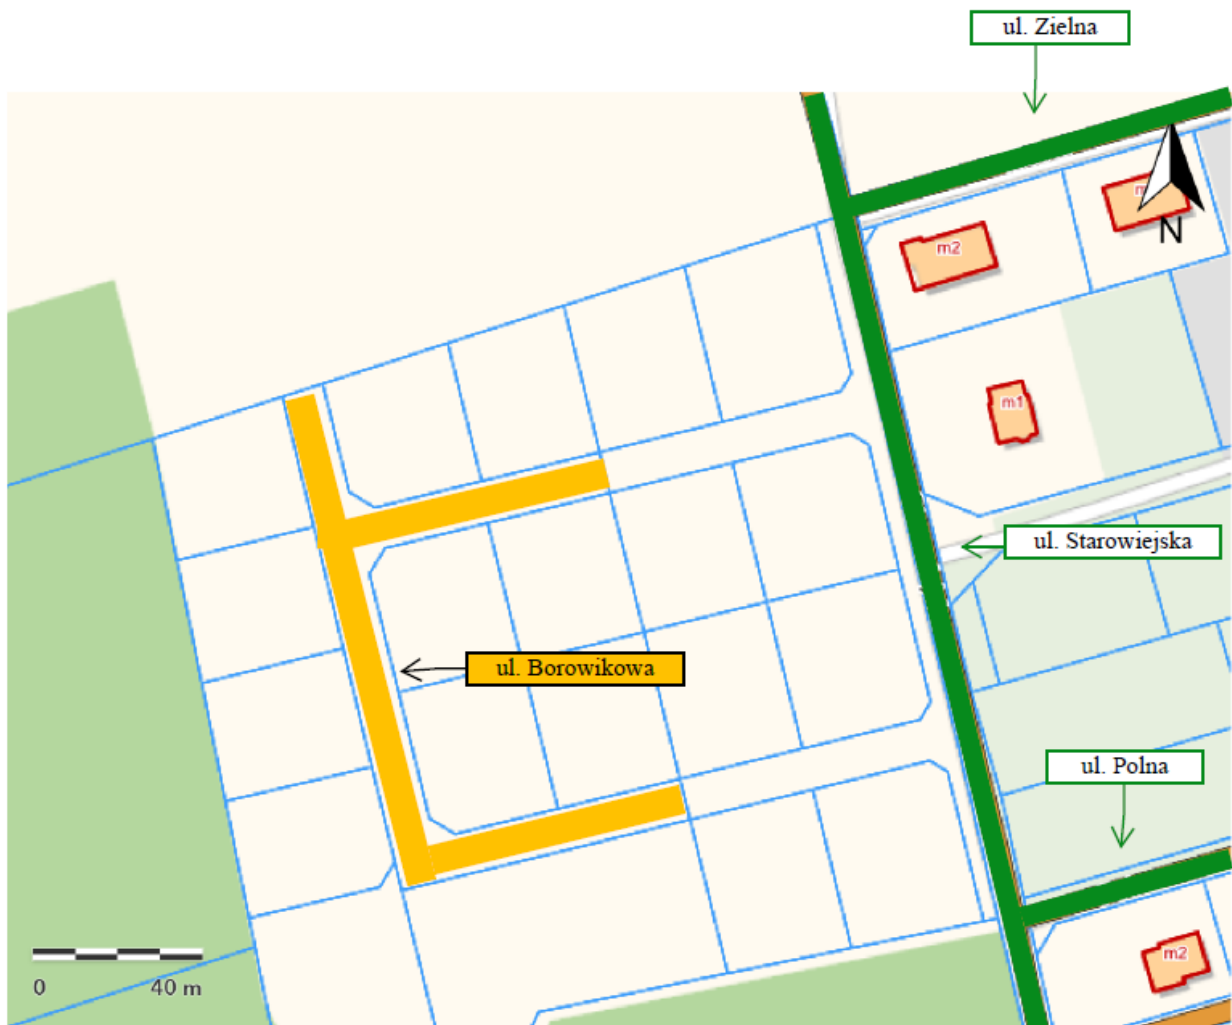 ul. Zielna
N
m2
m1
ul. Starowiejska
ul. Borowikowa
ul. Polna
m2
0 40 m